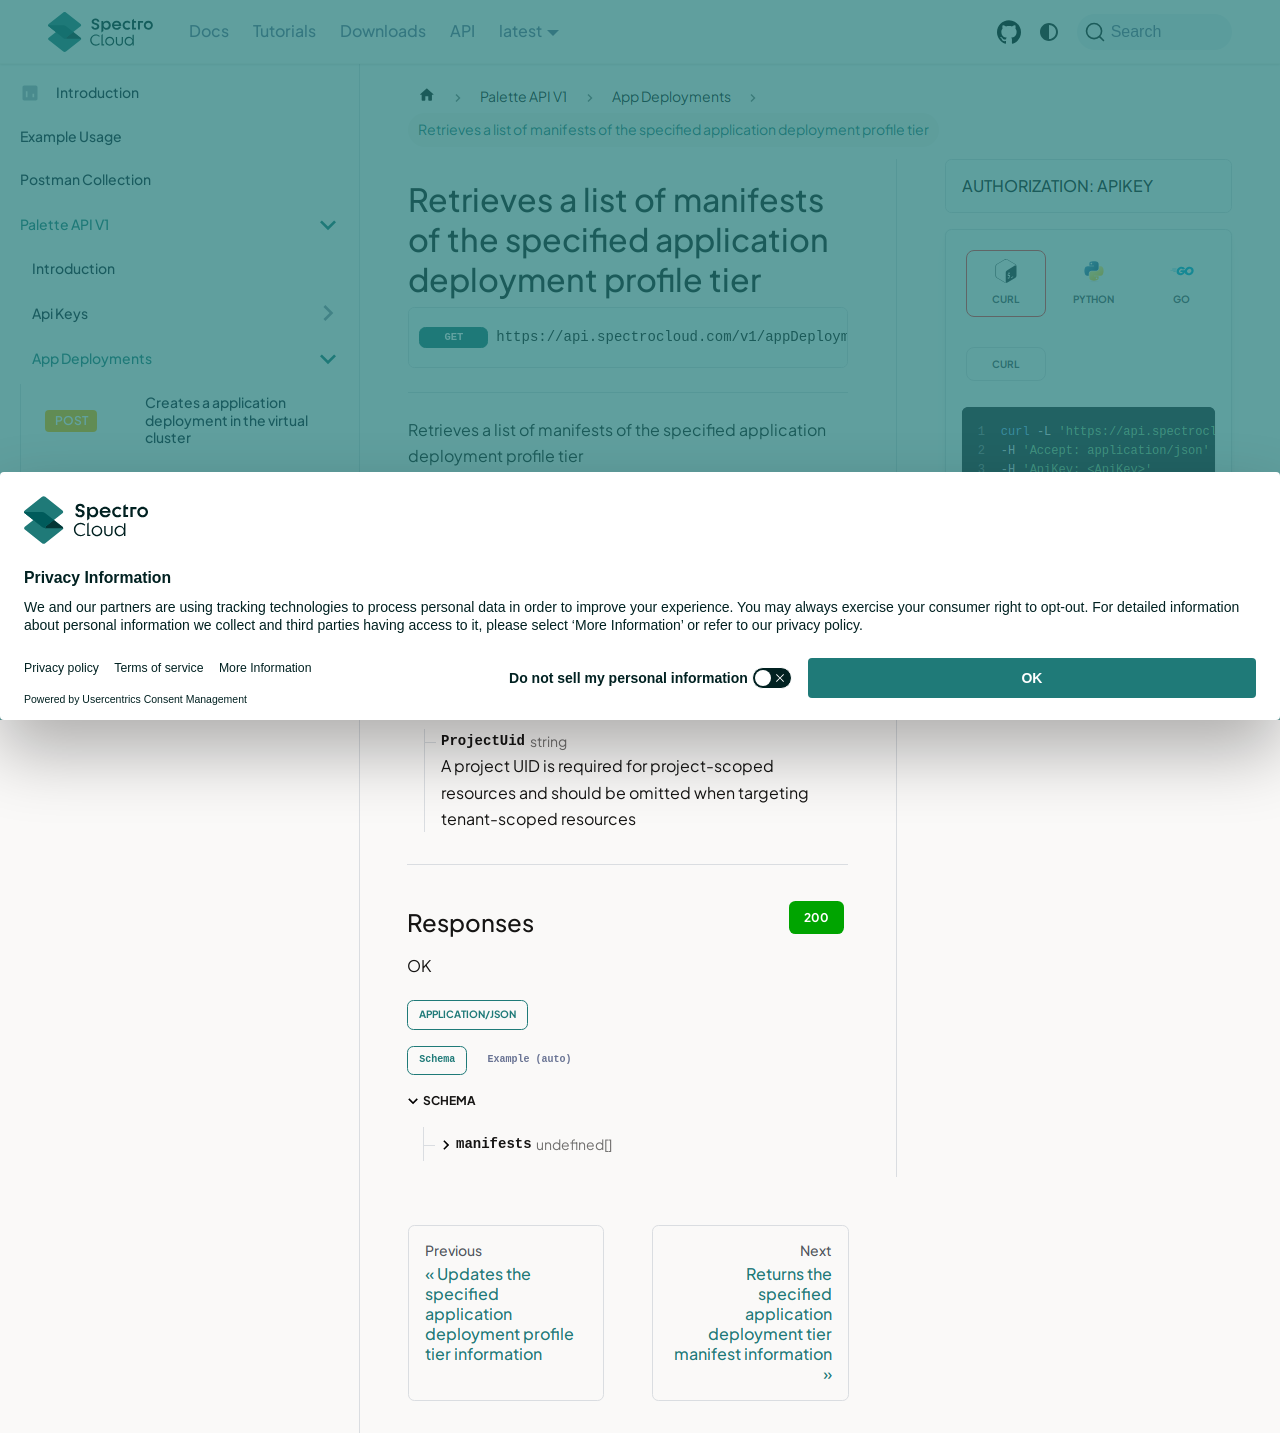 Spectro Cloud
Docs
Tutorials
Downloads
API
latest
Search
Introduction
Example Usage
Postman Collection
Palette API V1
Introduction
Api Keys
App Deployments
POST
Creates a application
deployment in the virtual
cluster
Palette API V1
App Deployments
Retrieves a list of manifests of the specified application deployment profile tier
Retrieves a list of manifests
of the specified application
deployment profile tier
GET
https://api.spectrocloud.com/v1/appDeploym
Retrieves a list of manifests of the specified application
deployment profile tier
AUTHORIZATION: APIKEY
CURL
PYTHON
GO
CURL
1 curl -L 'https://api.spectrocl
2 -H 'Accept: application/json'
3 -H 'ApiKey: <ApiKey>'
Spectro
Cloud
Privacy Information
We and our partners are using tracking technologies to process personal data in order to improve your experience. You may always exercise your consumer right to opt-out. For detailed information
about personal information we collect and third parties having access to it, please select ‘More Information’ or refer to our privacy policy.
Privacy policy
Terms of service
More Information
Powered by Usercentrics Consent Management
Do not sell my personal information
OK
ProjectUid string
A project UID is required for project-scoped
resources and should be omitted when targeting
tenant-scoped resources
Responses
200
OK
APPLICATION/JSON
Schema
Example (auto)
SCHEMA
manifests undefined[]
Previous
« Updates the
specified
application
deployment profile
tier information
Next
Returns the
specified
application
deployment tier
manifest information
»